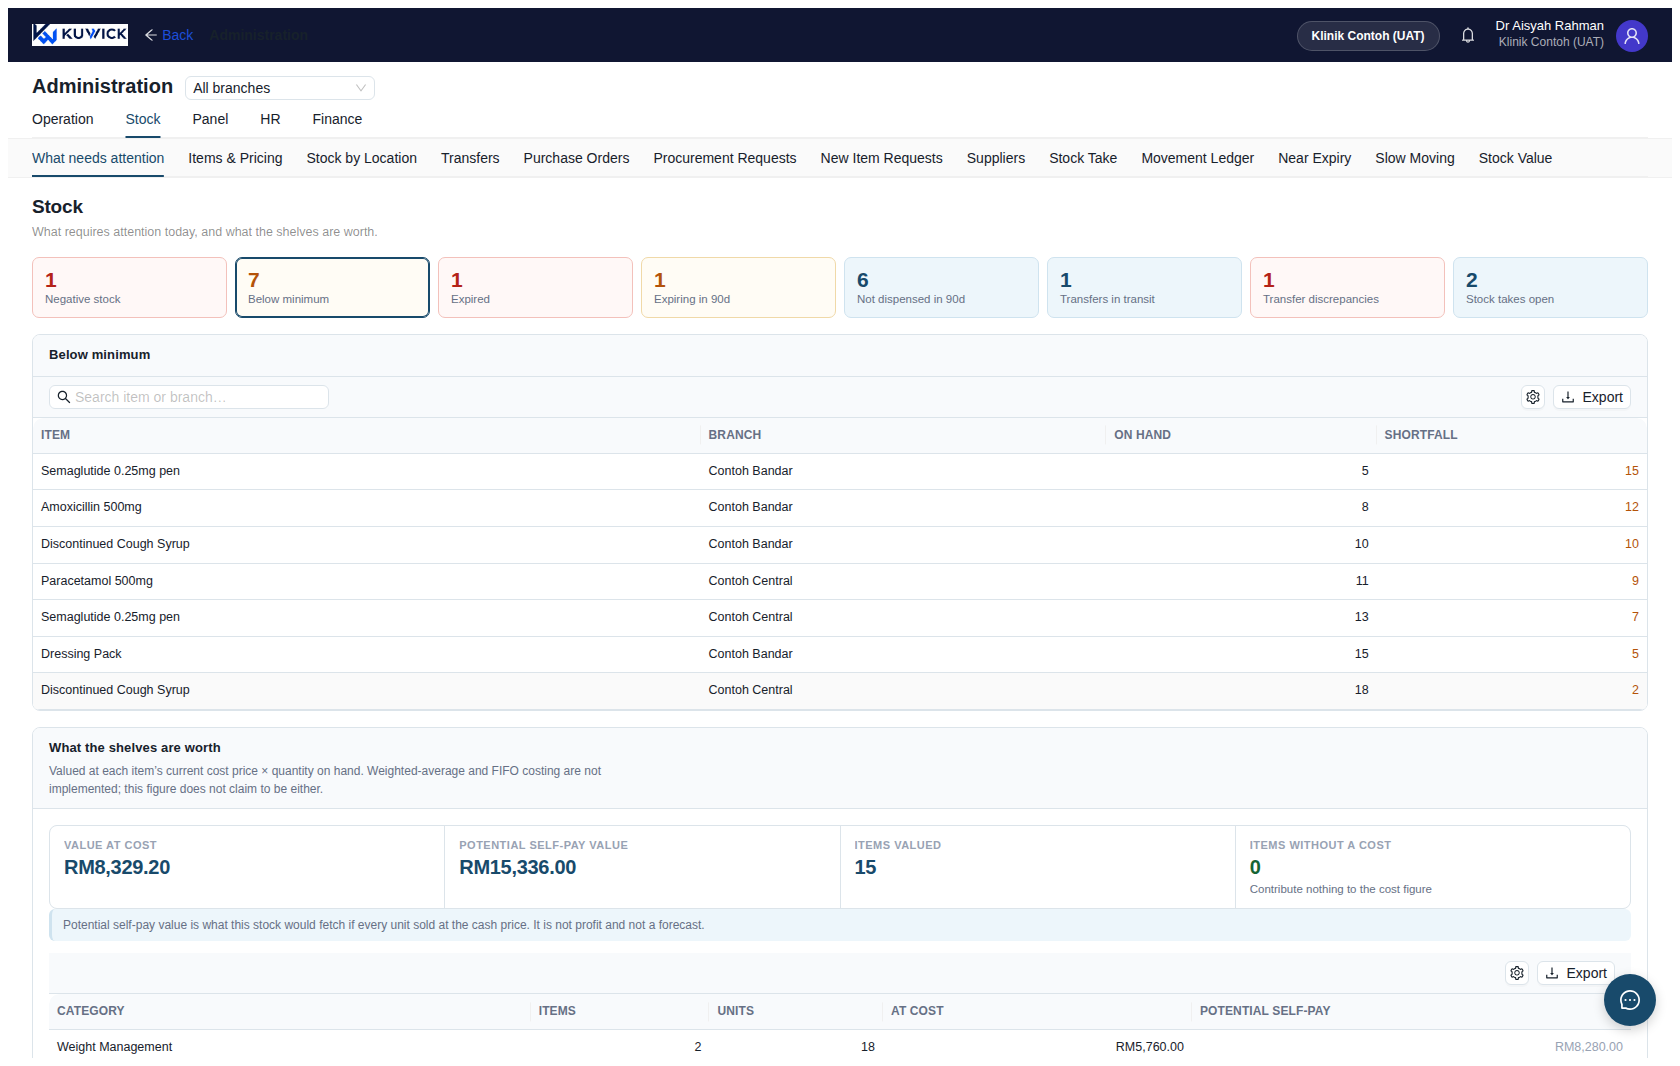 KUWICK
Back Administration
Klinik Contoh (UAT)
Dr Aisyah Rahman
Klinik Contoh (UAT)
Administration
All branches
Operation Stock Panel HR Finance
What needs attention Items & Pricing Stock by Location Transfers Purchase Orders Procurement Requests New Item Requests Suppliers Stock Take Movement Ledger Near Expiry Slow Moving Stock Value
Stock
What requires attention today, and what the shelves are worth.
1
Negative stock
7
Below minimum
1
Expired
1
Expiring in 90d
6
Not dispensed in 90d
1
Transfers in transit
1
Transfer discrepancies
2
Stock takes open
Below minimum
Search item or branch…
Export
ITEM BRANCH ON HAND SHORTFALL
Semaglutide 0.25mg pen Contoh Bandar 5 15
Amoxicillin 500mg Contoh Bandar 8 12
Discontinued Cough Syrup Contoh Bandar 10 10
Paracetamol 500mg Contoh Central 11 9
Semaglutide 0.25mg pen Contoh Central 13 7
Dressing Pack Contoh Bandar 15 5
Discontinued Cough Syrup Contoh Central 18 2
What the shelves are worth
Valued at each item's current cost price × quantity on hand. Weighted-average and FIFO costing are not
implemented; this figure does not claim to be either.
VALUE AT COST
RM8,329.20
POTENTIAL SELF-PAY VALUE
RM15,336.00
ITEMS VALUED
15
ITEMS WITHOUT A COST
0
Contribute nothing to the cost figure
Potential self-pay value is what this stock would fetch if every unit sold at the cash price. It is not profit and not a forecast.
Export
CATEGORY ITEMS UNITS AT COST POTENTIAL SELF-PAY
Weight Management 2 18 RM5,760.00 RM8,280.00